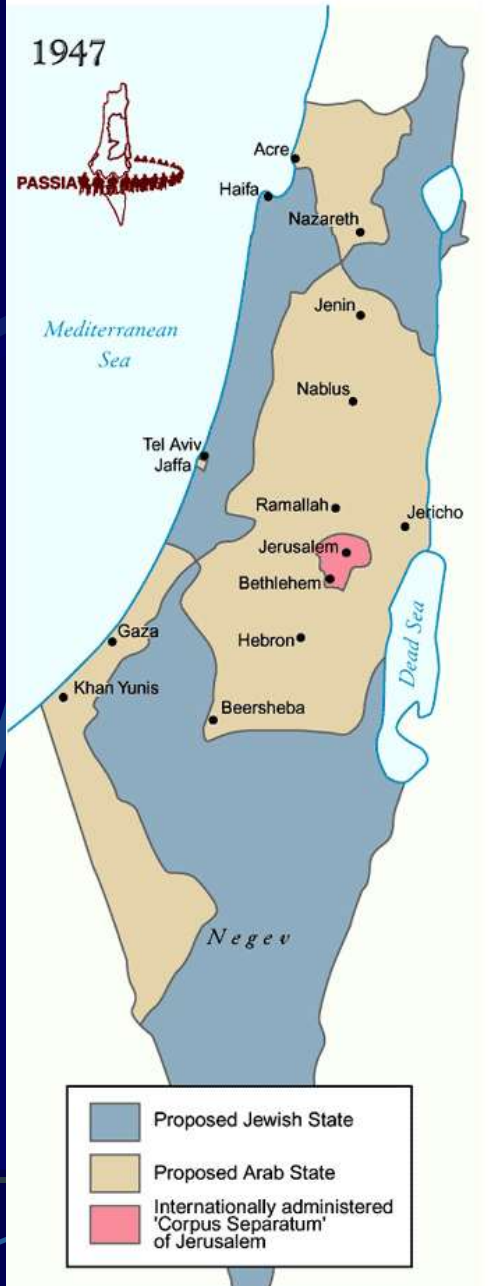 1947
PASSIA
Acre
Haifa
Nazareth
Jenin
Mediterranean
Sea
Nablus
Tel Aviv
Jaffa
Ramallah
Jericho
Jerusalem
Bethlehem
Gaza
Hebron
Dead Sea
Khan Yunis
Beersheba
Negev
Proposed Jewish State
Proposed Arab State
Internationally administered
'Corpus Separatum'
of Jerusalem